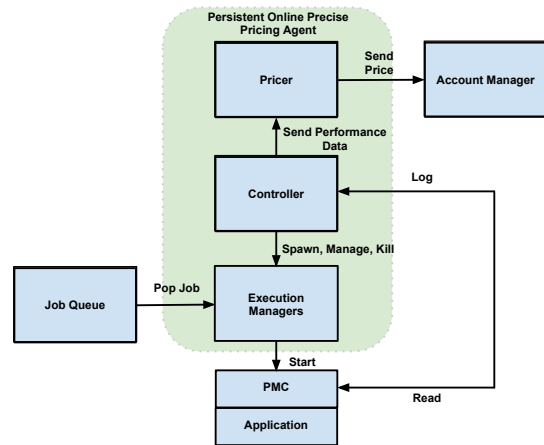 Persistent Online Precise
Pricing Agent
Pricer
Send
Price
Account Manager
Send Performance
Data
Controller
Log
Spawn, Manage, Kill
Job Queue
Pop Job
Execution
Managers
Start
PMC
Read
Application